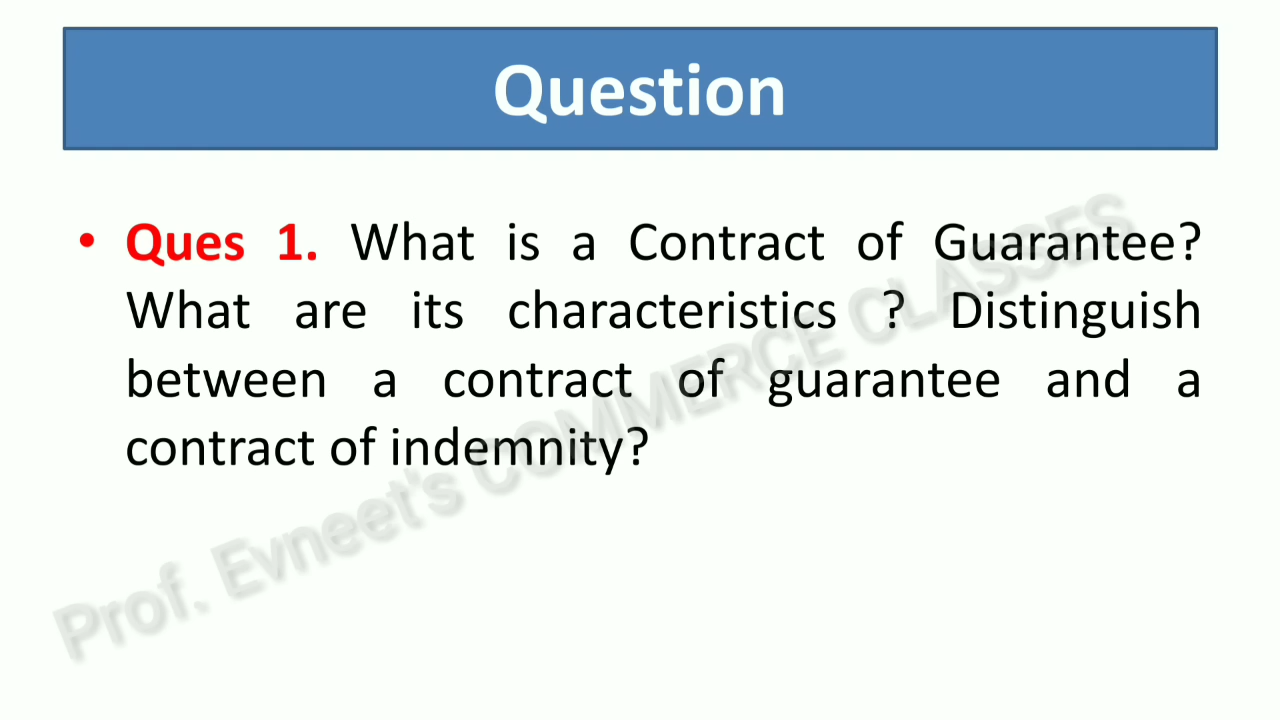 Question
• Ques 1. What is a Contract of Guarantee?
What are its characteristics ? Distinguish
between a contract of guarantee and a
contract of indemnity?
Prof. Evneet's COMMERCE CLASSES